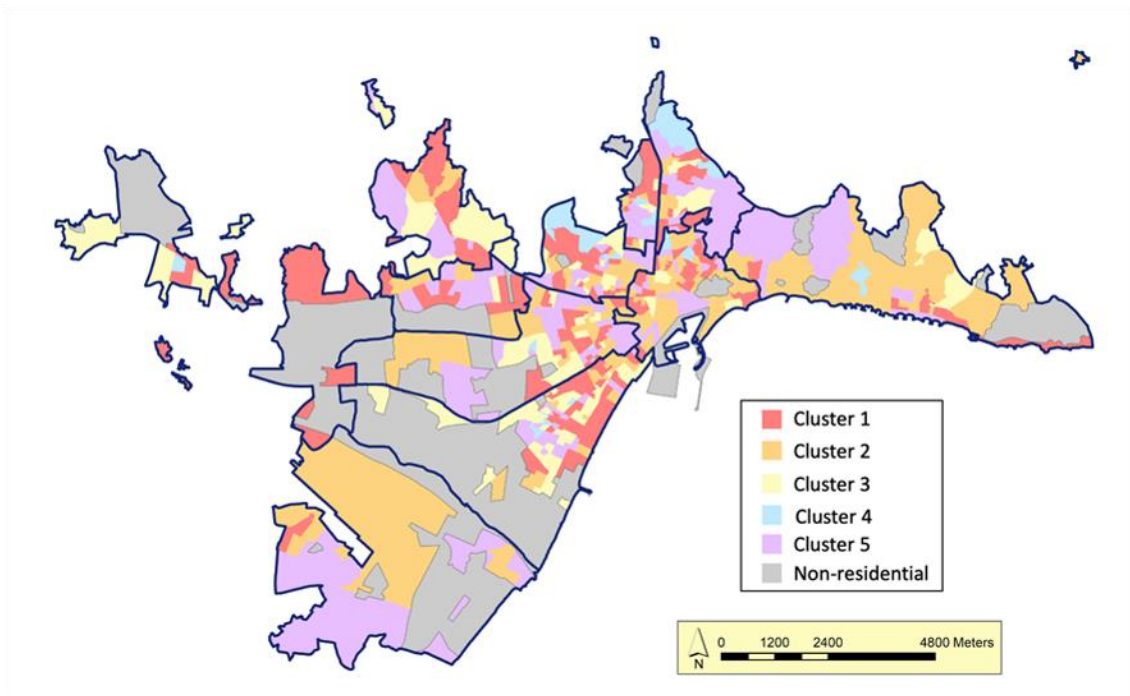 Cluster 1
Cluster 2
Cluster 3
Cluster 4
Cluster 5
Non-residential
0 1200 2400 4800 Meters
N